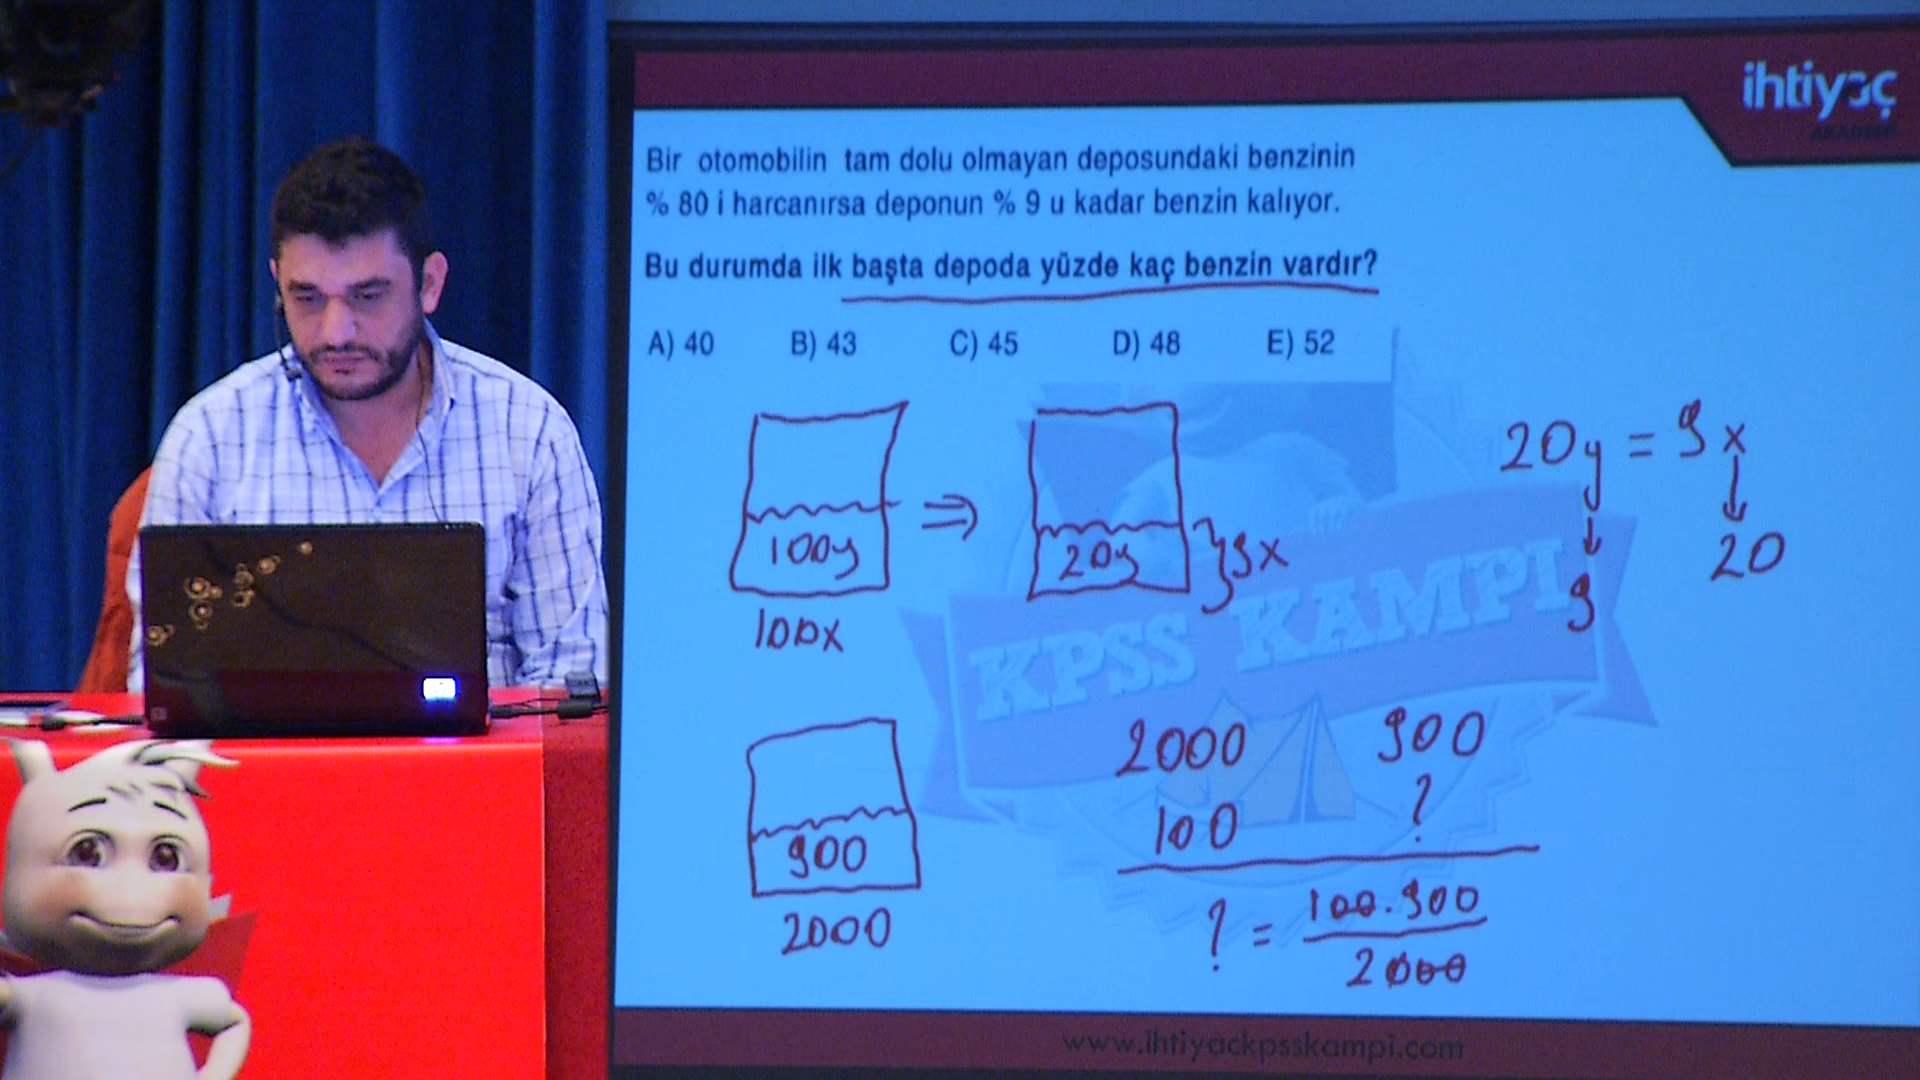 ihtiyaç
AKADEMİ
Bir otomobilin tam dolu olmayan deposundaki benzinin
% 80 i harcanırsa deponun % 9 u kadar benzin kalıyor.
Bu durumda ilk başta depoda yüzde kaç benzin vardır?
A) 40 B) 43 C) 45 D) 48 E) 52
100y ⇒ 20y } 9x
100x
20y = 9x
↓ ↓
9 20
KPSS KAMPI
900
2000
2000 900
100 ?
? = 100.900
2000
www.ihtiyackpsskampi.com